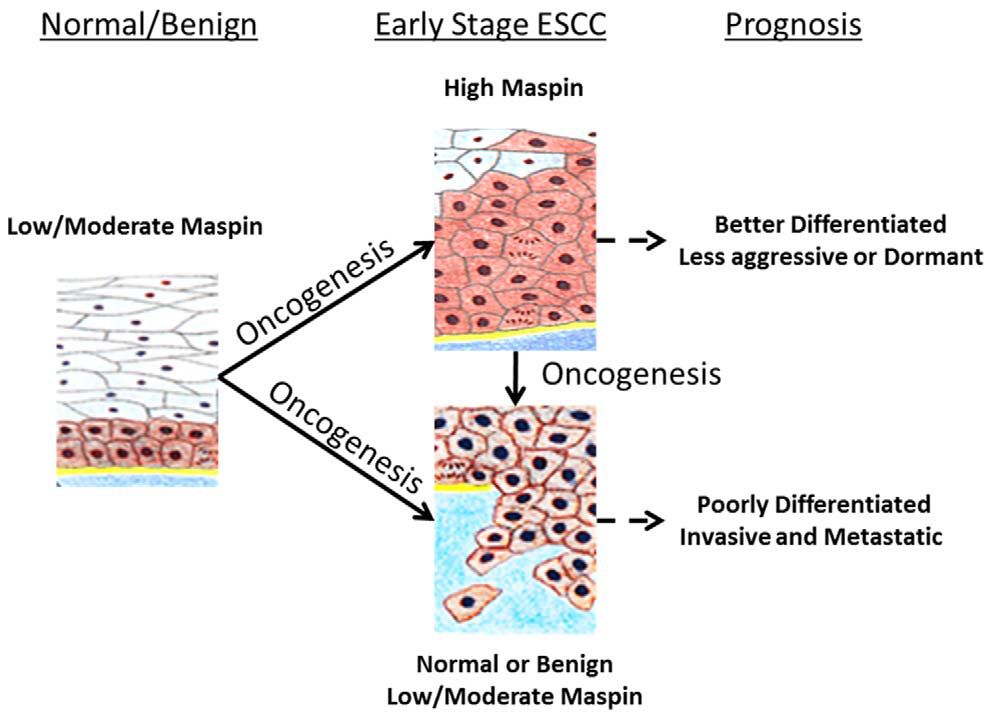 Normal/Benign
Early Stage ESCC
Prognosis
High Maspin
Low/Moderate Maspin
Oncogenesis
Better Differentiated
Less aggressive or Dormant
Oncogenesis
Oncogenesis
Poorly Differentiated
Invasive and Metastatic
Normal or Benign
Low/Moderate Maspin